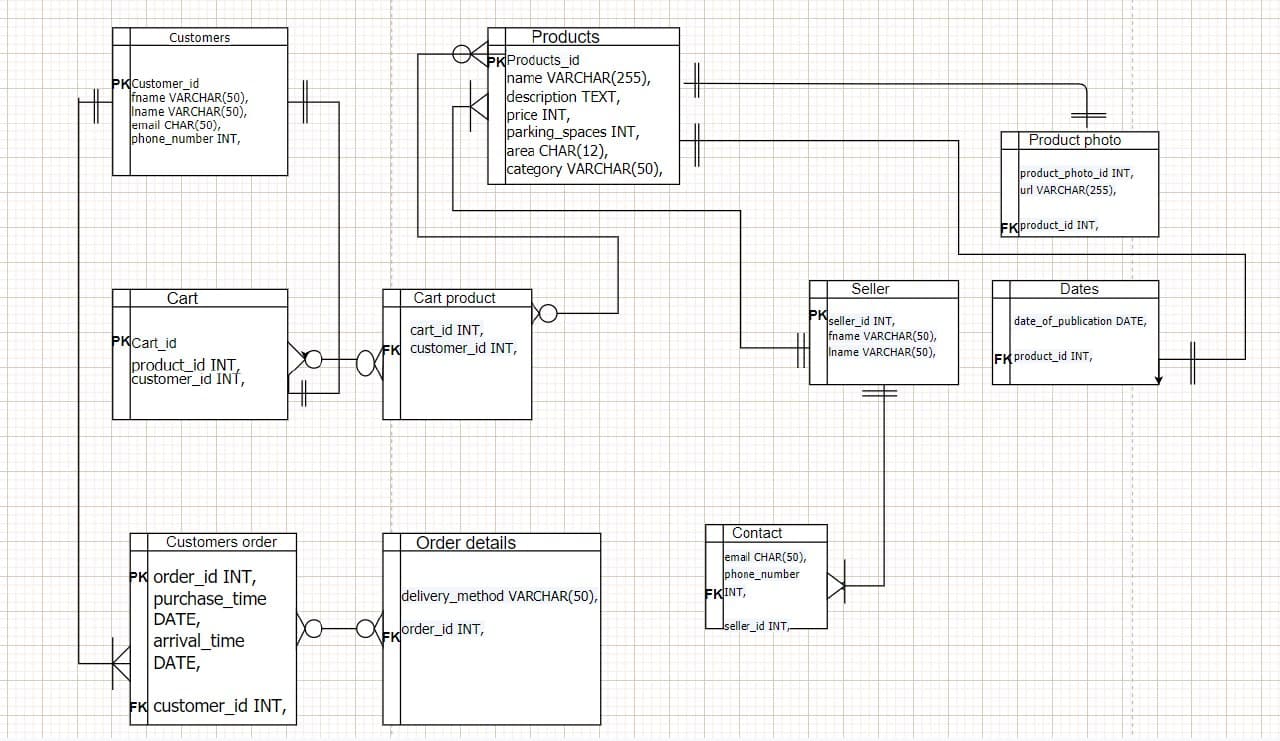 Customers
PK Customer_id
fname VARCHAR(50),
lname VARCHAR(50),
email CHAR(50),
phone_number INT,
Products
PK Products_id
name VARCHAR(255),
description TEXT,
price INT,
parking_spaces INT,
area CHAR(12),
category VARCHAR(50),
Product photo
product_photo_id INT,
url VARCHAR(255),
FK product_id INT,
Cart
PK Cart_id
product_id INT,
customer_id INT,
Cart product
cart_id INT,
FK customer_id INT,
Seller
PK seller_id INT,
fname VARCHAR(50),
lname VARCHAR(50),
Dates
date_of_publication DATE,
FK product_id INT,
Customers order
PK order_id INT,
purchase_time
DATE,
arrival_time
DATE,
FK customer_id INT,
Order details
delivery_method VARCHAR(50),
FK order_id INT,
Contact
email CHAR(50),
phone_number
FK INT,
seller_id INT,